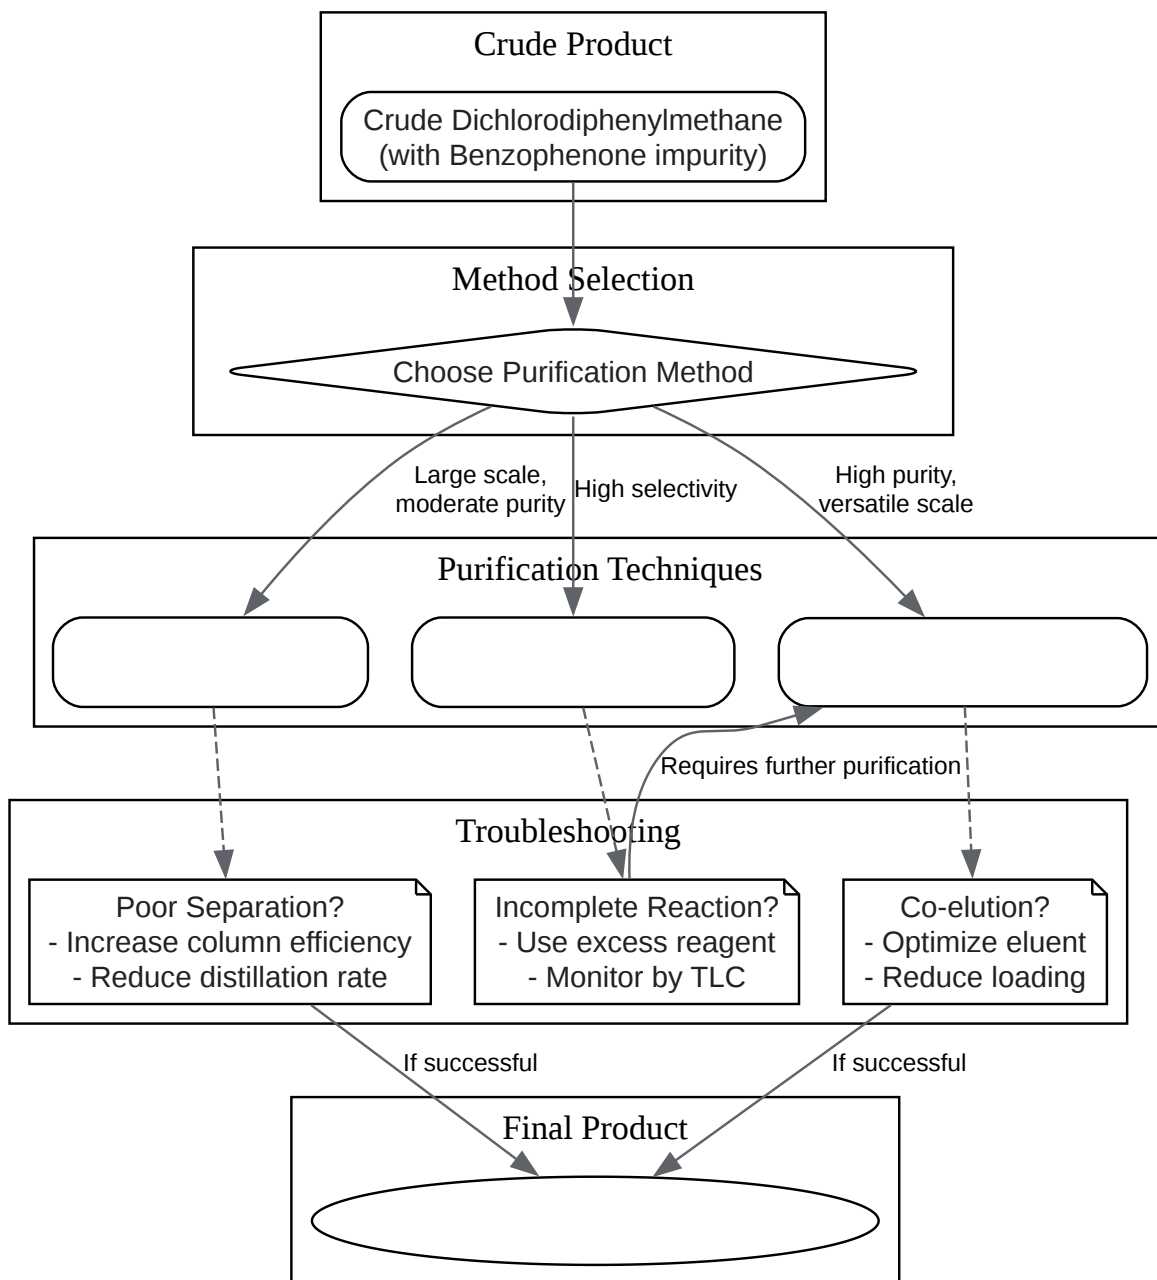 Crude Product
Crude Dichlorodiphenylmethane
(with Benzophenone impurity)
Method Selection
Choose Purification Method
Large scale,
moderate purity
High selectivity
High purity,
versatile scale
Purification Techniques
Requires further purification
Troubleshooting
Poor Separation?
- Increase column efficiency
- Reduce distillation rate
Incomplete Reaction?
- Use excess reagent
- Monitor by TLC
Co-elution?
- Optimize eluent
- Reduce loading
If successful
If successful
Final Product